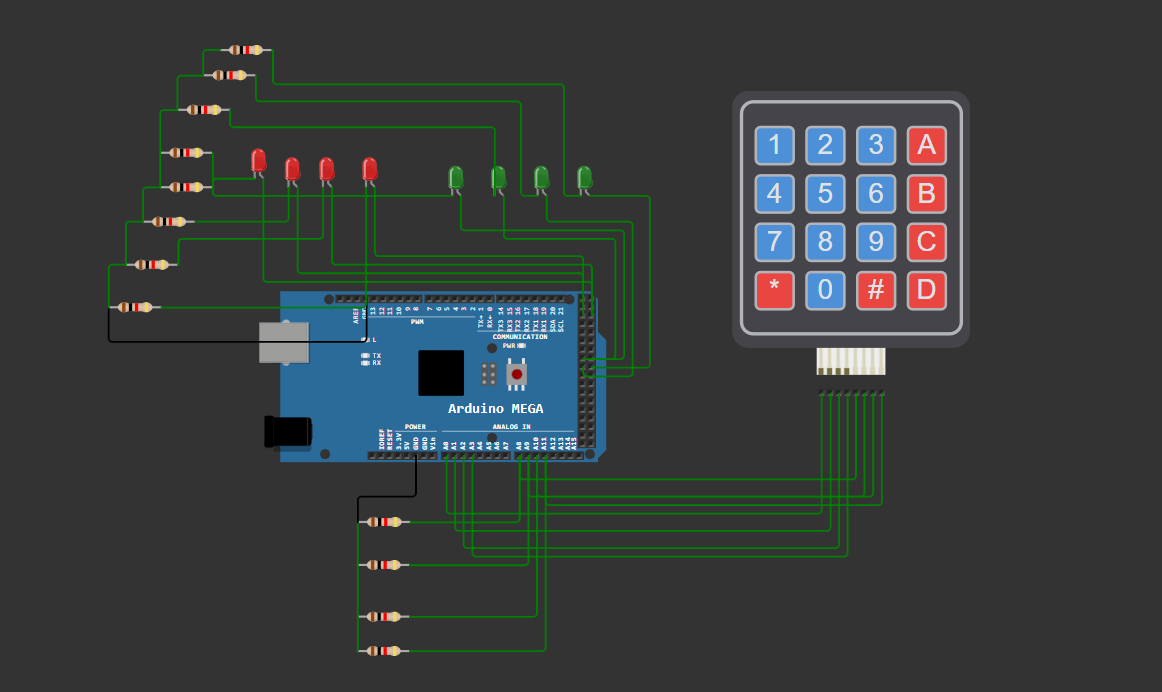 1 2 3 A
4 5 6 B
7 8 9 C
* 0 # D
AREF
13
12
11
10
9
8
7
6
5
4
3
2
TX→ 1
RX← 0
TX3 14
RX3 15
TX2 16
RX2 17
TX1 18
RX1 19
SDA 20
SCL 21
PWM
COMMUNICATION
L
PWR
TX
RX
Arduino MEGA
POWER
ANALOG IN
IOREF
RESET
3.3V
5V
GND
GND
Vin
A0
A1
A2
A3
A4
A5
A6
A7
A8
A9
A10
A11
A12
A13
A14
A15